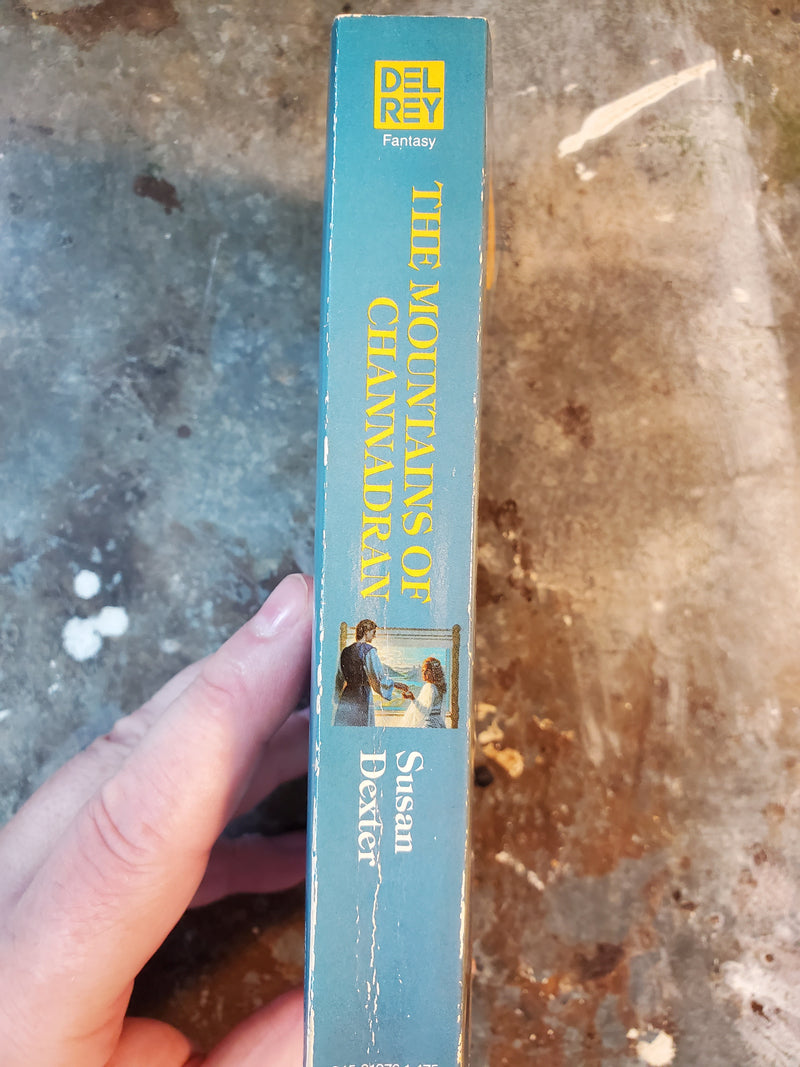 DEL
REY
Fantasy
THE MOUNTAINS OF
CHANNADRAN
Susan
Dexter